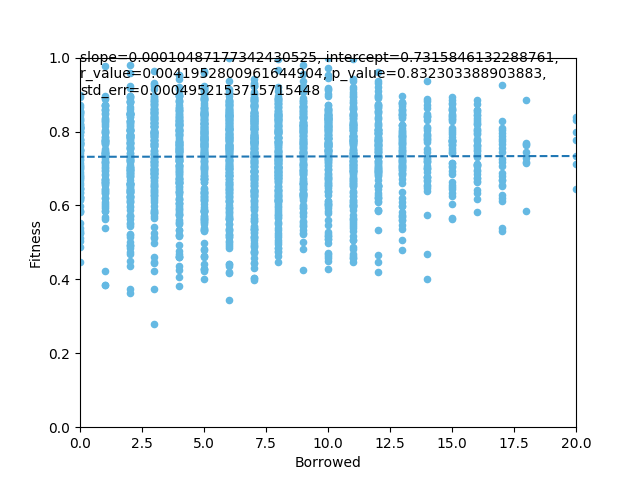 slope=0.00010487177342430525, intercept=0.7315846132288761,
r_value=0.004195280096164490​4, p_value=0.832303388903883,
std_err=0.0004952153715715448
1.0
0.8
0.6
0.4
0.2
0.0
Fitness
0.0 2.5 5.0 7.5 10.0 12.5 15.0 17.5 20.0
Borrowed